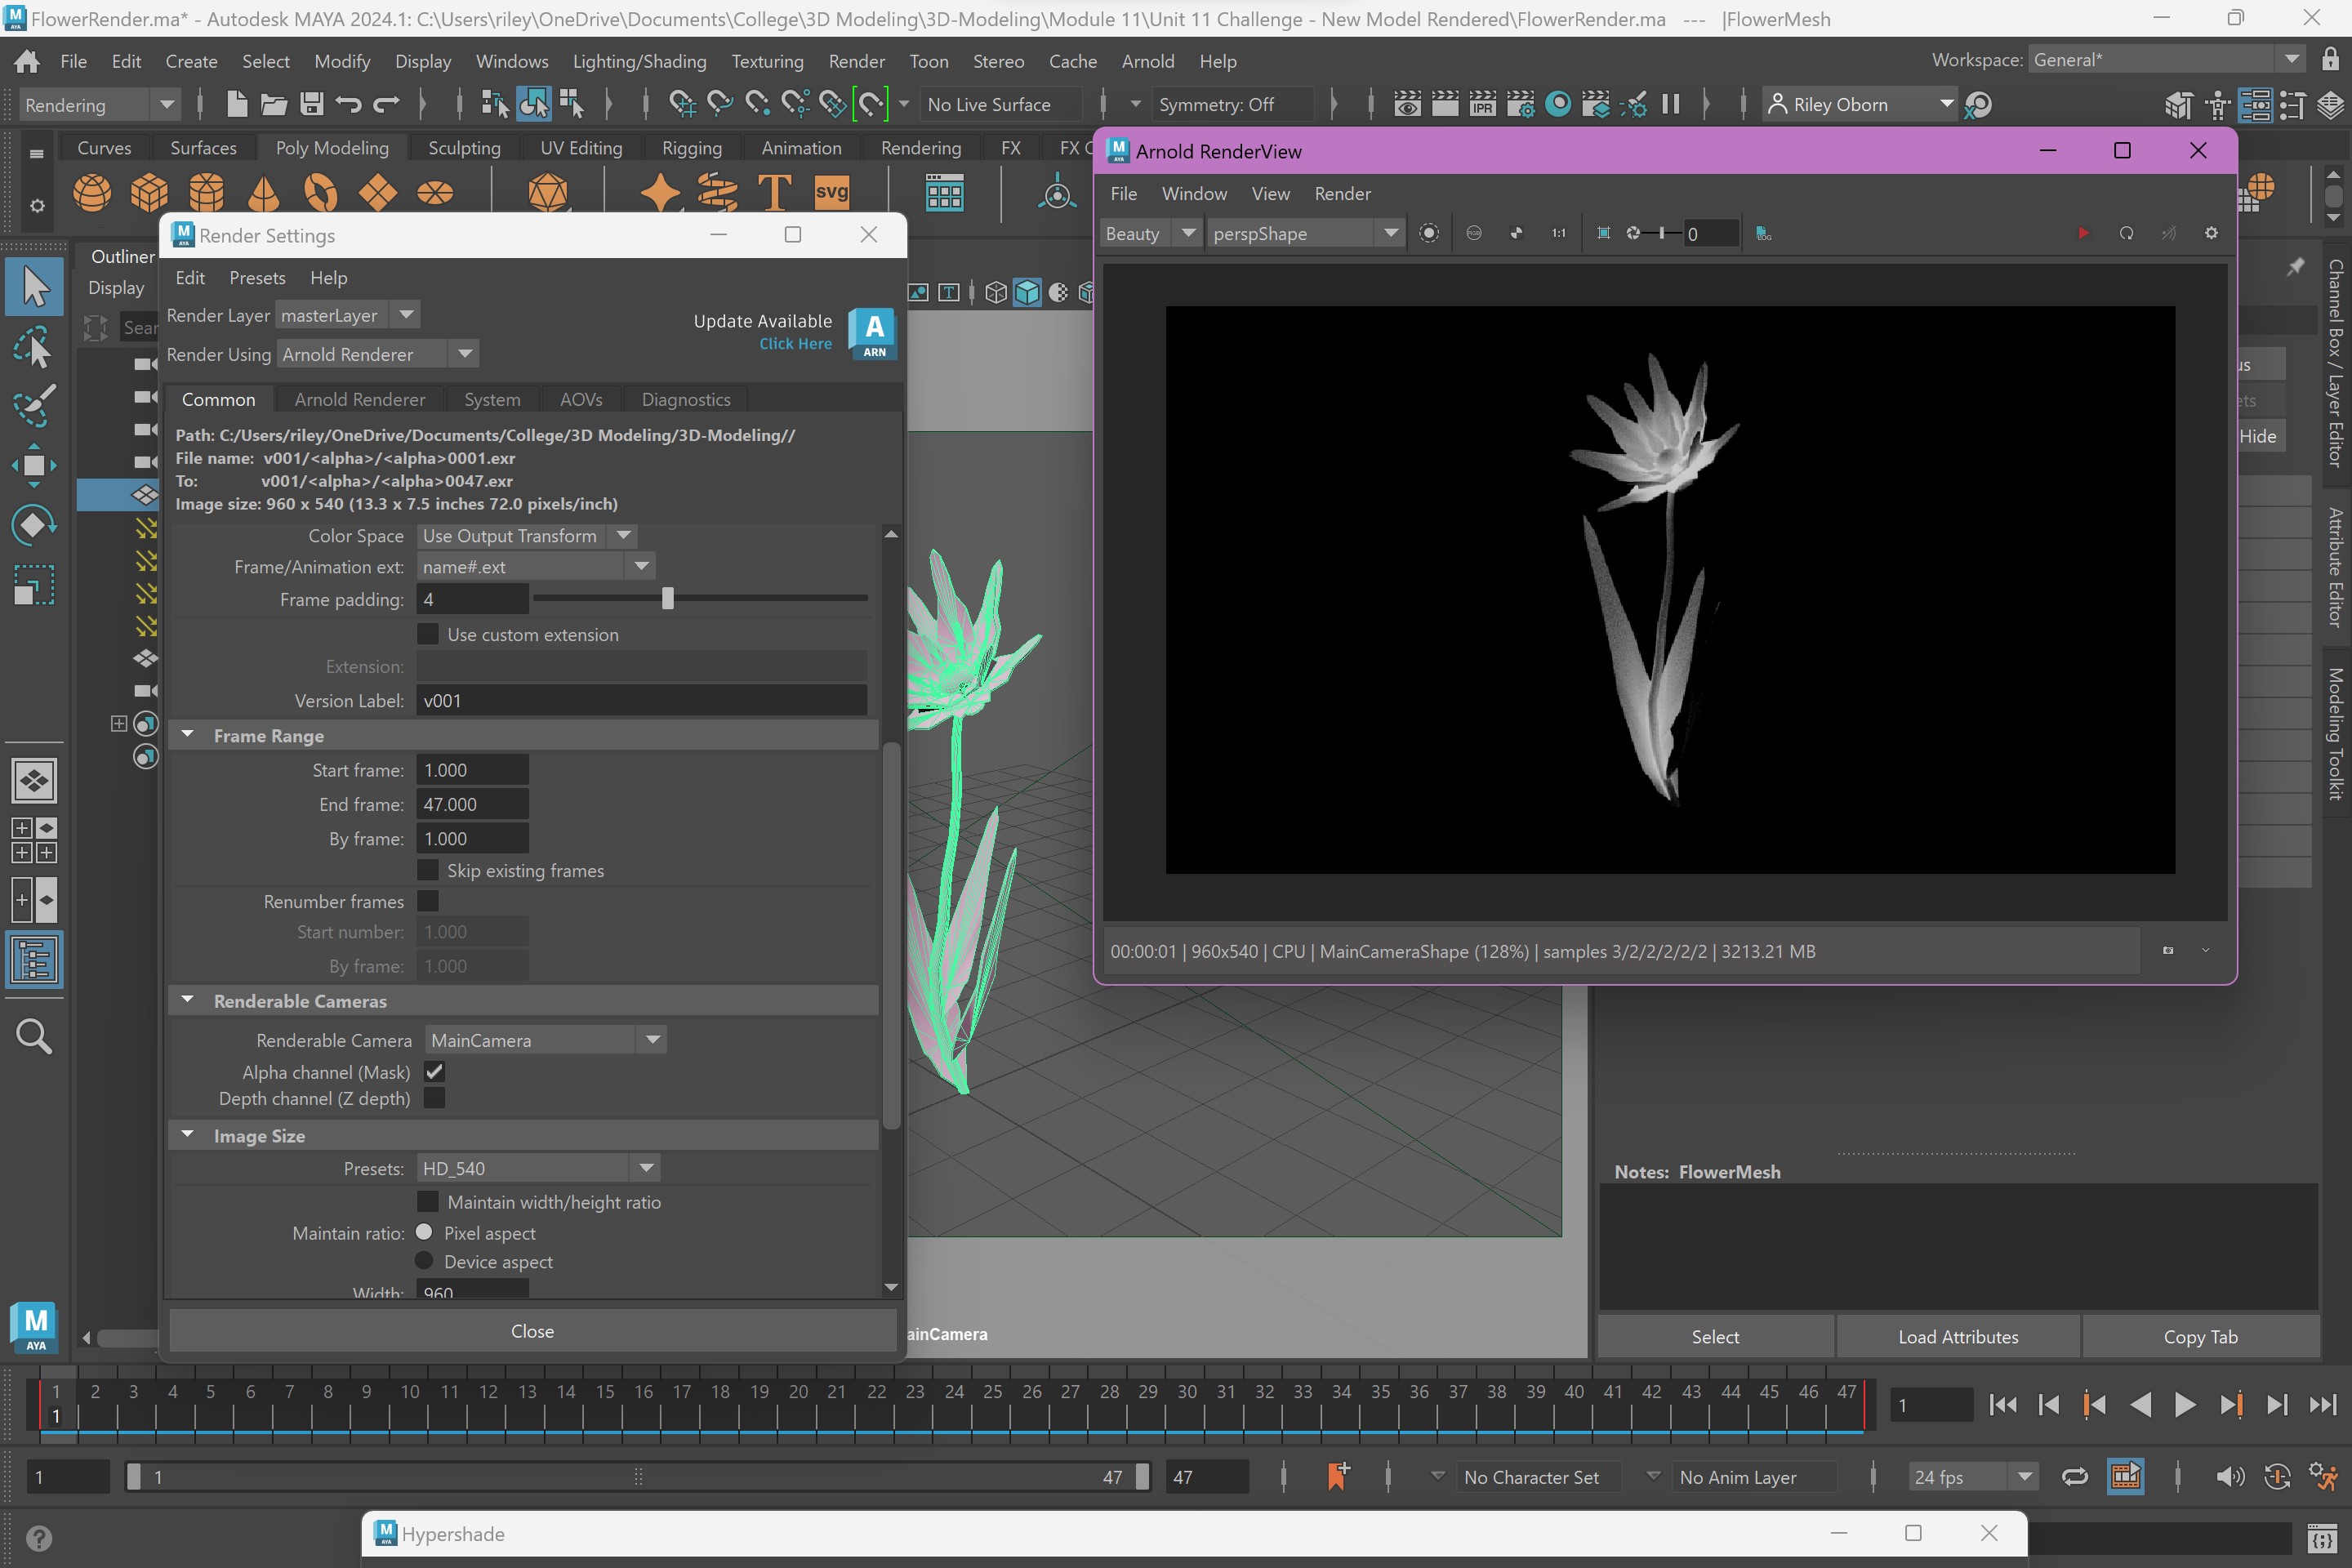 FlowerRender.ma* - Autodesk MAYA 2024.1: C:\Users\riley\OneDrive\Documents\College\3D Modeling\3D-Modeling\Module 11\Unit 11 Challenge - New Model Rendered\FlowerRender.ma --- |FlowerMesh
File Edit Create Select Modify Display Windows Lighting/Shading Texturing Render Toon Stereo Cache Arnold Help
Workspace: General*
Rendering
No Live Surface
Symmetry: Off
IPR
Riley Oborn
Curves Surfaces Poly Modeling Sculpting UV Editing Rigging Animation Rendering FX FX
svg
Arnold RenderView
File Window View Render
Beauty perspShape 1:1 0
00:00:01 | 960x540 | CPU | MainCameraShape (128%) | samples 3/2/2/2/2/2 | 3213.21 MB
Outliner
Display
Sear
Render Settings
Edit Presets Help
Render Layer masterLayer
Render Using Arnold Renderer
Update Available
Click Here
A
ARN
Common Arnold Renderer System AOVs Diagnostics
Path: C:/Users/riley/OneDrive/Documents/College/3D Modeling/3D-Modeling//
File name: v001/<alpha>/<alpha>0001.exr
To: v001/<alpha>/<alpha>0047.exr
Image size: 960 x 540 (13.3 x 7.5 inches 72.0 pixels/inch)
Color Space Use Output Transform
Frame/Animation ext: name#.ext
Frame padding: 4
Use custom extension
Extension:
Version Label: v001
Frame Range
Start frame: 1.000
End frame: 47.000
By frame: 1.000
Skip existing frames
Renumber frames
Start number: 1.000
By frame: 1.000
Renderable Cameras
Renderable Camera MainCamera
Alpha channel (Mask)
Depth channel (Z depth)
Image Size
Presets: HD_540
Maintain width/height ratio
Maintain ratio: Pixel aspect
Device aspect
Width: 960
Close
ainCamera
us
ets
Hide
Channel Box / Layer Editor
Attribute Editor
Modeling Toolkit
Notes: FlowerMesh
Select Load Attributes Copy Tab
M
AYA
1 2 3 4 5 6 7 8 9 10 11 12 13 14 15 16 17 18 19 20 21 22 23 24 25 26 27 28 29 30 31 32 33 34 35 36 37 38 39 40 41 42 43 44 45 46 47
1
1
1 1 47 47
No Character Set
No Anim Layer
24 fps
Hypershade